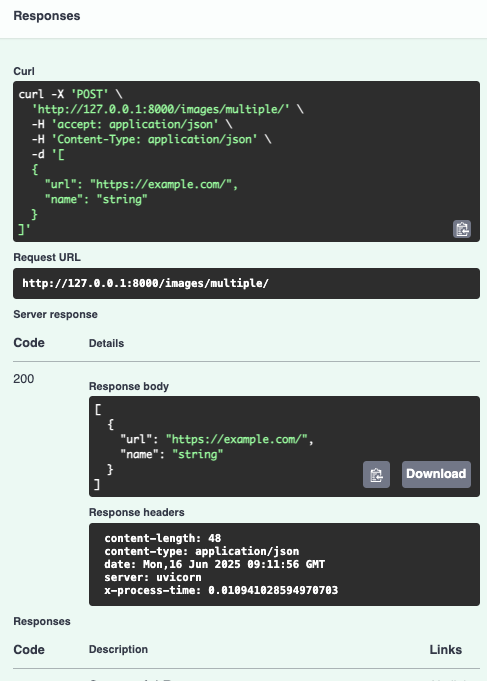 Responses
Curl
curl -X 'POST' \
  'http://127.0.0.1:8000/images/multiple/' \
  -H 'accept: application/json' \
  -H 'Content-Type: application/json' \
  -d '[
  {
    "url": "https://example.com/",
    "name": "string"
  }
]'
Request URL
http://127.0.0.1:8000/images/multiple/
Server response
Code Details
200
Response body
[
  {
    "url": "https://example.com/",
    "name": "string"
  }
]
Download
Response headers
content-length: 48
content-type: application/json
date: Mon,16 Jun 2025 09:11:56 GMT
server: uvicorn
x-process-time: 0.010941028594970703
Responses
Code Description Links